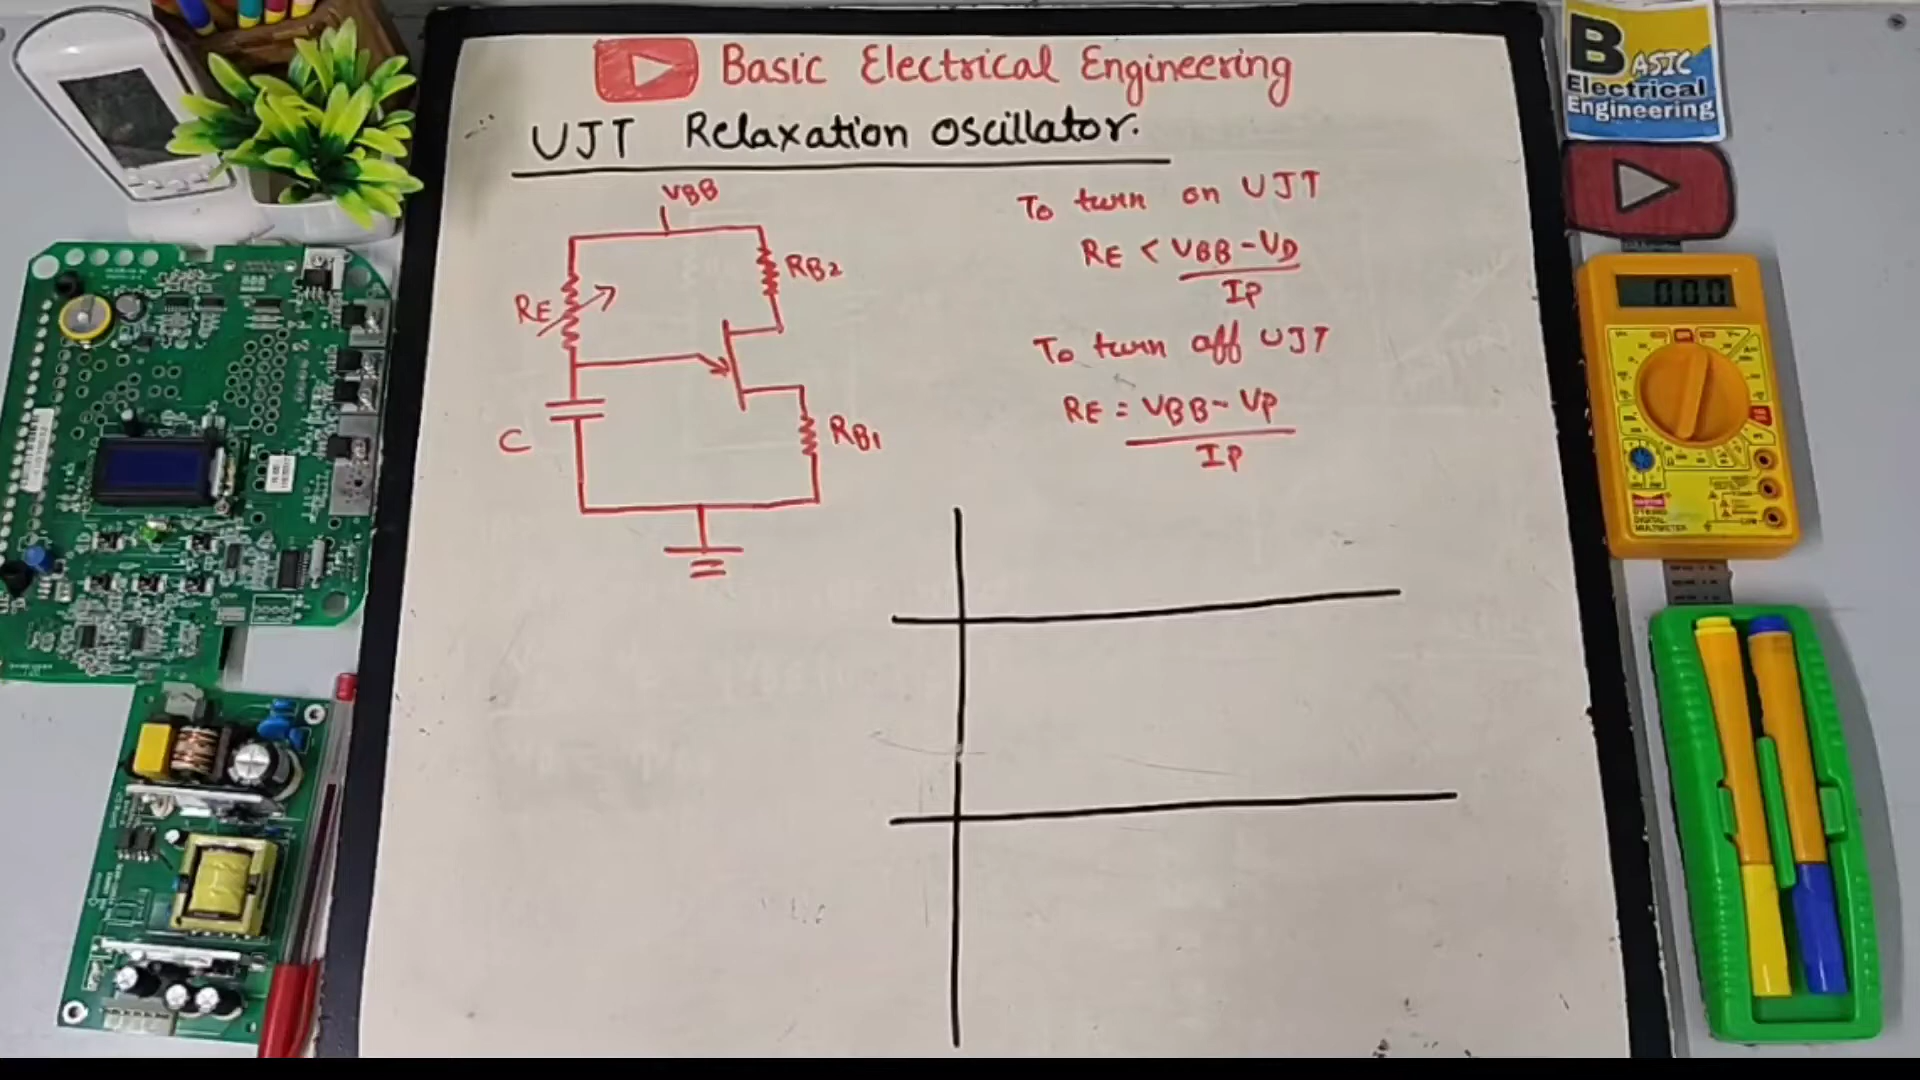 Basic Electrical Engineering
UJT Relaxation Oscillator.
VBB
RE
RB2
C
RB1
To turn on UJT
RE < VBB - VD
IP
To turn off UJT
RE = VBB - VP
IP
BASIC
Electrical
Engineering
000